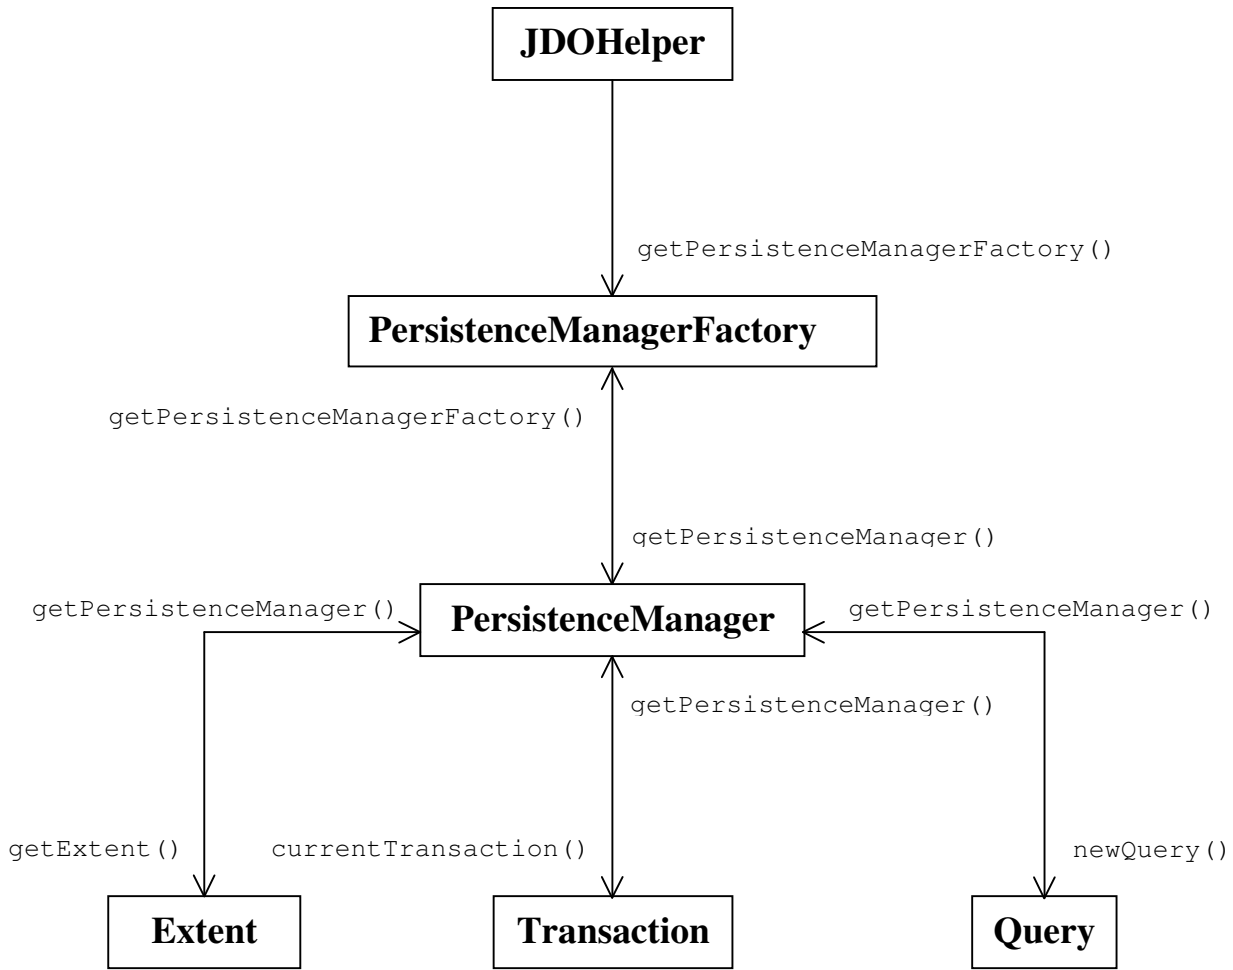 JDOHelper
getPersistenceManagerFactory()
PersistenceManagerFactory
getPersistenceManagerFactory()
getPersistenceManager()
getPersistenceManager()
PersistenceManager
getPersistenceManager()
getPersistenceManager()
getExtent()
currentTransaction()
newQuery()
Extent
Transaction
Query